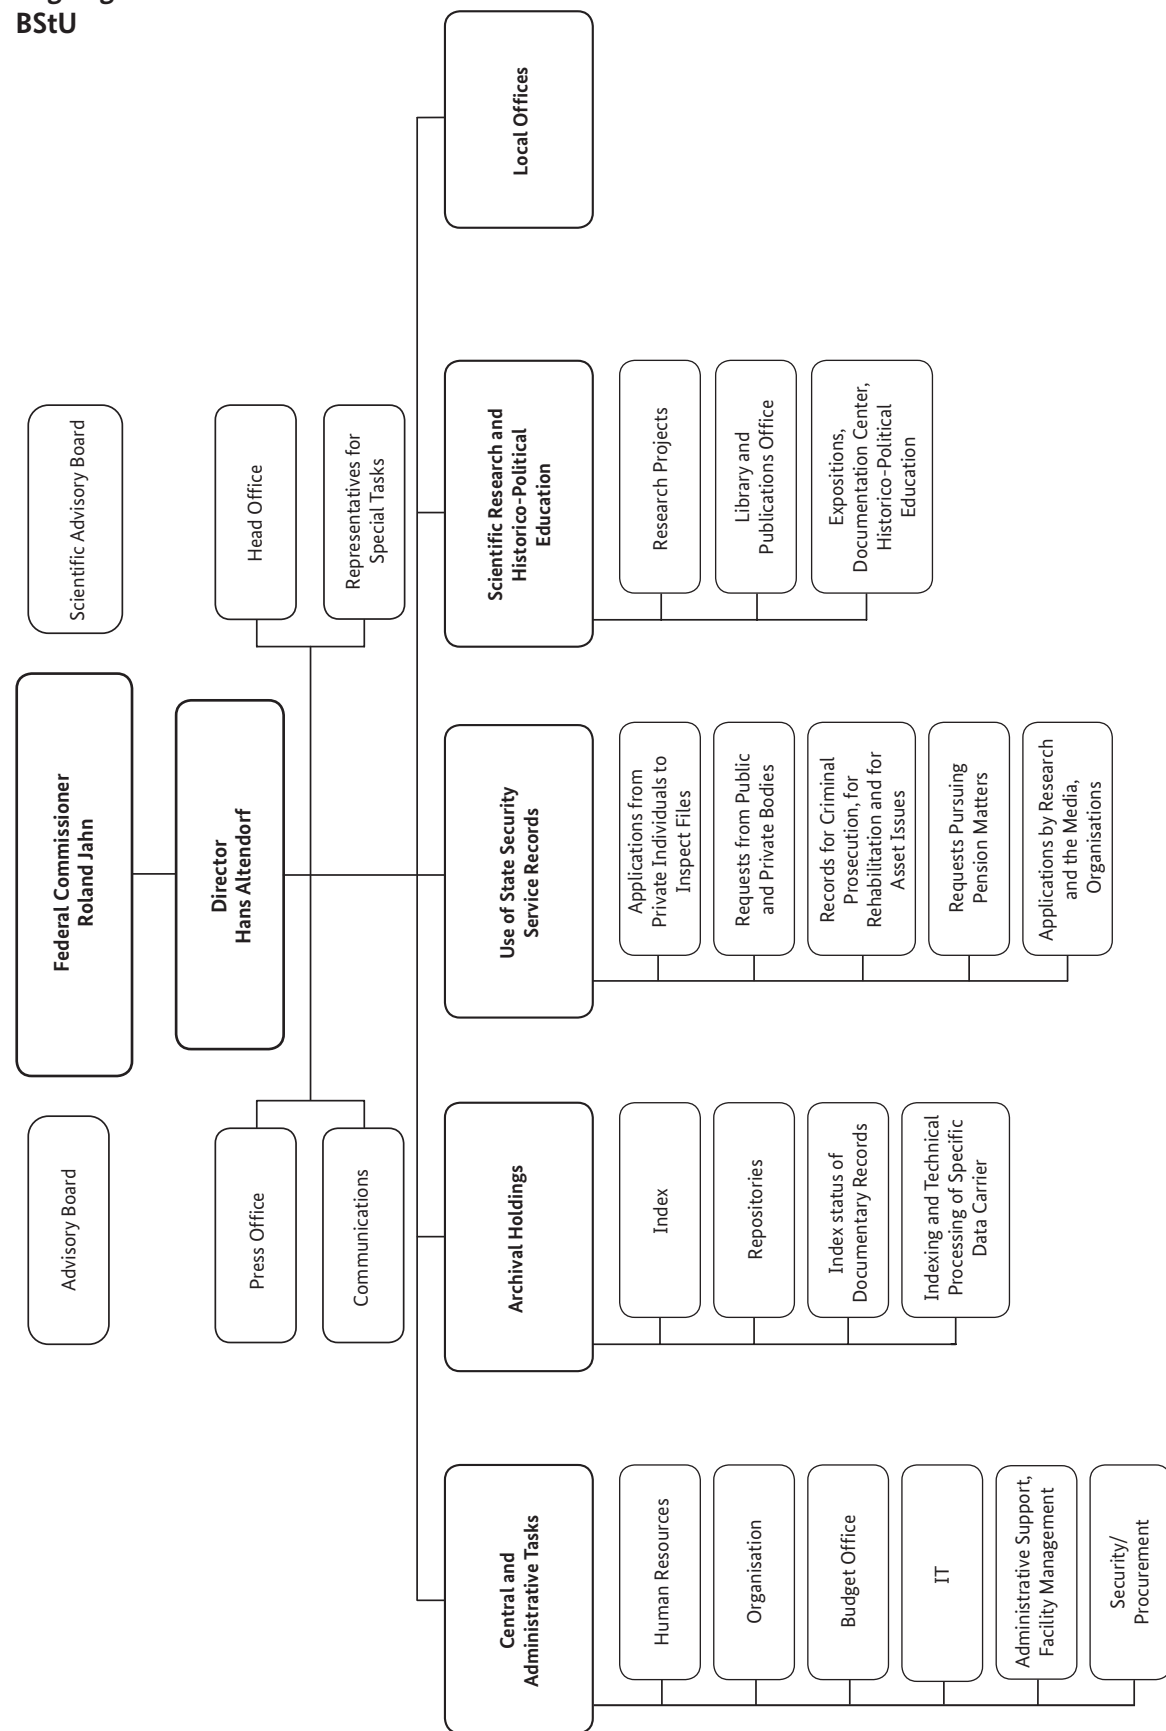 BStU
Advisory Board
Federal Commissioner
Roland Jahn
Scientific Advisory Board
Director
Hans Altendorf
Press Office
Communications
Head Office
Representatives for
Special Tasks
Central and
Administrative Tasks
Human Resources
Organisation
Budget Office
IT
Administrative Support,
Facility Management
Security/
Procurement
Archival Holdings
Index
Repositories
Index status of
Documentary Records
Indexing and Technical
Processing of Specific
Data Carrier
Use of State Security
Service Records
Applications from
Private Individuals to
Inspect Files
Requests from Public
and Private Bodies
Records for Criminal
Prosecution, for
Rehabilitation and for
Asset Issues
Requests Pursuing
Pension Matters
Applications by Research
and the Media,
Organisations
Scientific Research and
Historico-Political
Education
Research Projects
Library and
Publications Office
Expositions,
Documentation Center,
Historico-Political
Education
Local Offices